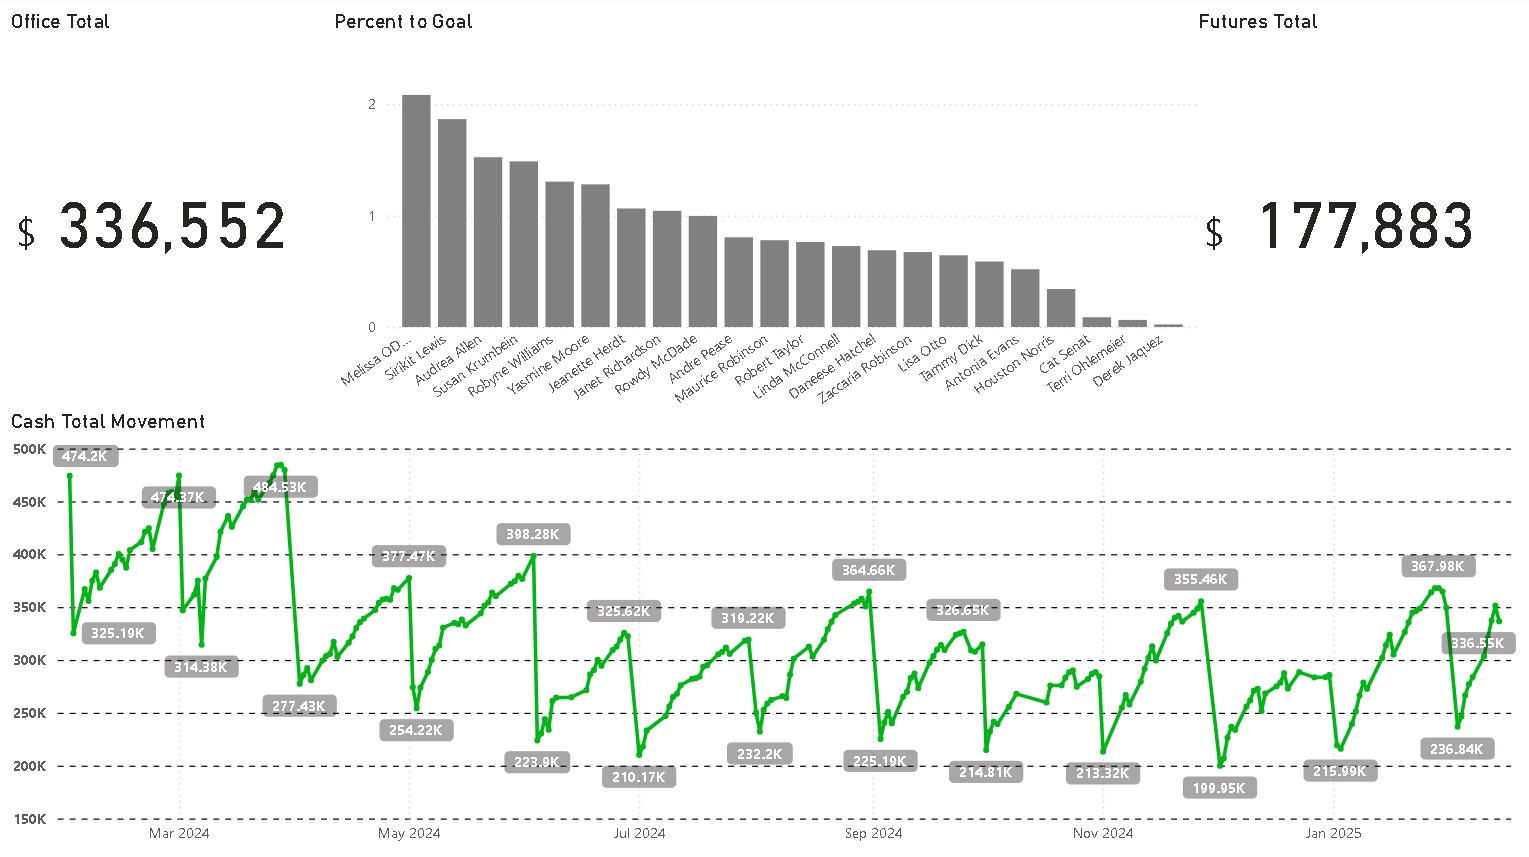 Office Total
Percent to Goal
Futures Total
$ 336,552
2
1
0
Melissa OD...
Sirikit Lewis
Audrea Allen
Susan Krumbein
Robyne Williams
Yasmine Moore
Jeanette Herdt
Janet Richardson
Rowdy McDade
Andre Pease
Maurice Robinson
Robert Taylor
Linda McConnell
Daneese Hatchel
Zaccaria Robinson
Lisa Otto
Tammy Dick
Antonia Evans
Houston Norris
Cat Senat
Terri Ohlemeier
Derek Jaquez
$ 177,883
Cash Total Movement
500K
450K
400K
350K
300K
250K
200K
150K
474.2K
325.19K
474.37K
314.38K
484.53K
277.43K
377.47K
254.22K
398.28K
223.9K
325.62K
210.17K
319.22K
232.2K
364.66K
225.19K
326.65K
214.81K
213.32K
355.46K
199.95K
215.99K
367.98K
236.84K
336.55K
Mar 2024
May 2024
Jul 2024
Sep 2024
Nov 2024
Jan 2025